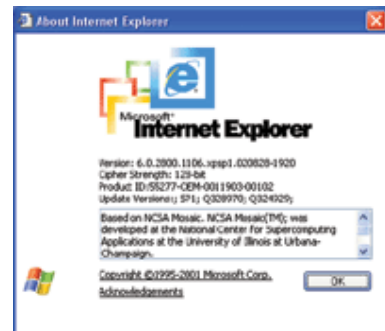 About Internet Explorer
Microsoft
Internet Explorer
Version: 6.0.2800.1106.xpsp1.020828-1920
Cipher Strength: 128-bit
Product ID:55277-OEM-0011903-00102
Update Versions:; SP1; Q328970; Q324929;
Based on NCSA Mosaic. NCSA Mosaic(TM); was
developed at the National Center for Supercomputing
Applications at the University of Illinois at Urbana-
Champaign.
Copyright ©1995-2001 Microsoft Corp.
OK
Acknowledgements